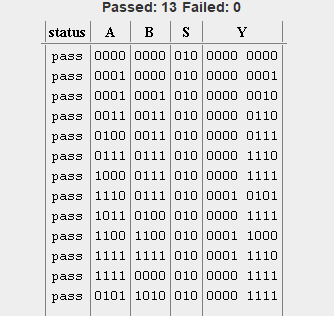 Passed: 13 Failed: 0
status A B S Y
pass 0000 0000 010 0000 0000
pass 0001 0000 010 0000 0001
pass 0001 0001 010 0000 0010
pass 0011 0011 010 0000 0110
pass 0100 0011 010 0000 0111
pass 0111 0111 010 0000 1110
pass 1000 0111 010 0000 1111
pass 1110 0111 010 0001 0101
pass 1011 0100 010 0000 1111
pass 1100 1100 010 0001 1000
pass 1111 1111 010 0001 1110
pass 1111 0000 010 0000 1111
pass 0101 1010 010 0000 1111